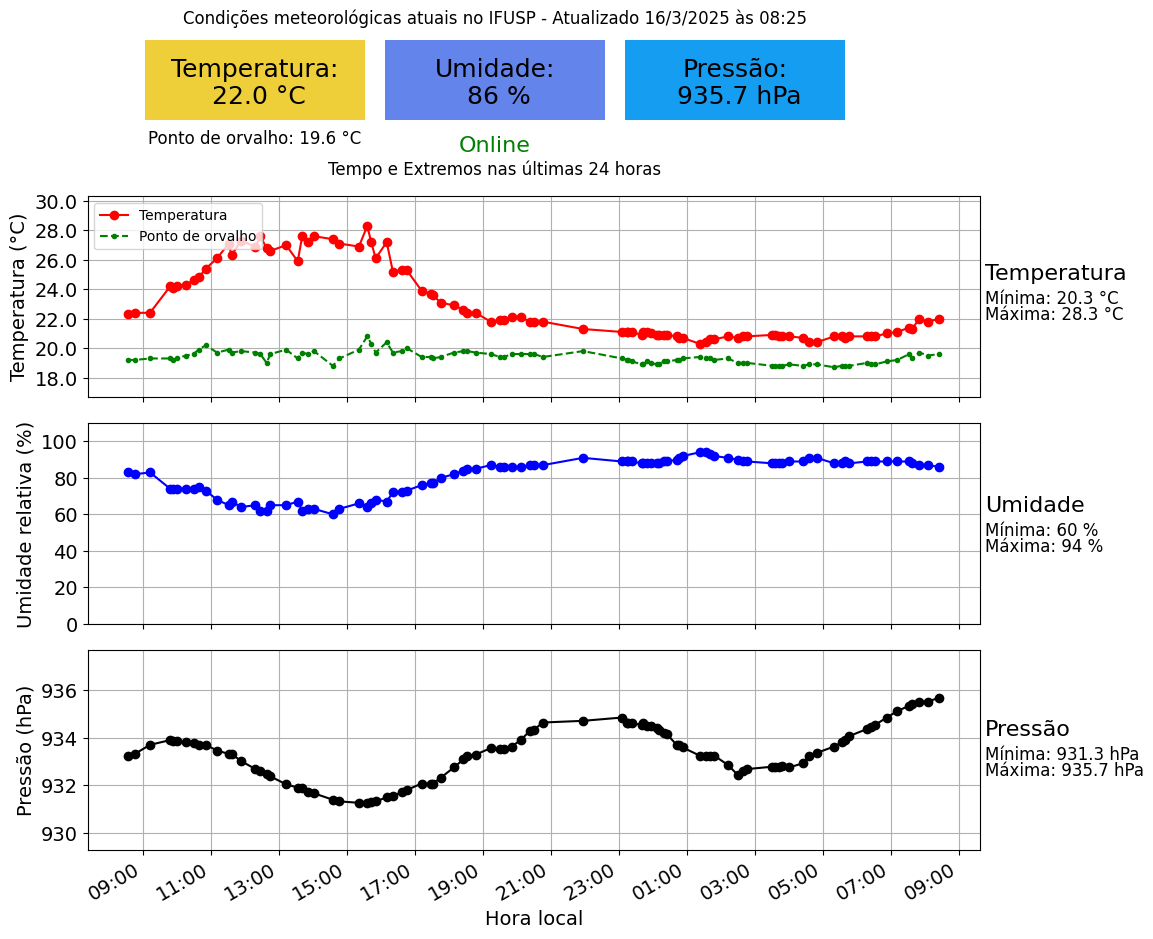 Condições meteorológicas atuais no IFUSP - Atualizado 16/3/2025 às 08:25
Temperatura:
22.0 °C
Umidade:
86 %
Pressão:
935.7 hPa
Ponto de orvalho: 19.6 °C
Online
Tempo e Extremos nas últimas 24 horas
Temperatura (°C)
30.0
28.0
26.0
24.0
22.0
20.0
18.0
Temperatura
Ponto de orvalho
Temperatura
Mínima: 20.3 °C
Máxima: 28.3 °C
Umidade relativa (%)
100
80
60
40
20
0
Umidade
Mínima: 60 %
Máxima: 94 %
Pressão (hPa)
936
934
932
930
Pressão
Mínima: 931.3 hPa
Máxima: 935.7 hPa
09:00
11:00
13:00
15:00
17:00
19:00
21:00
23:00
01:00
03:00
05:00
07:00
09:00
Hora local